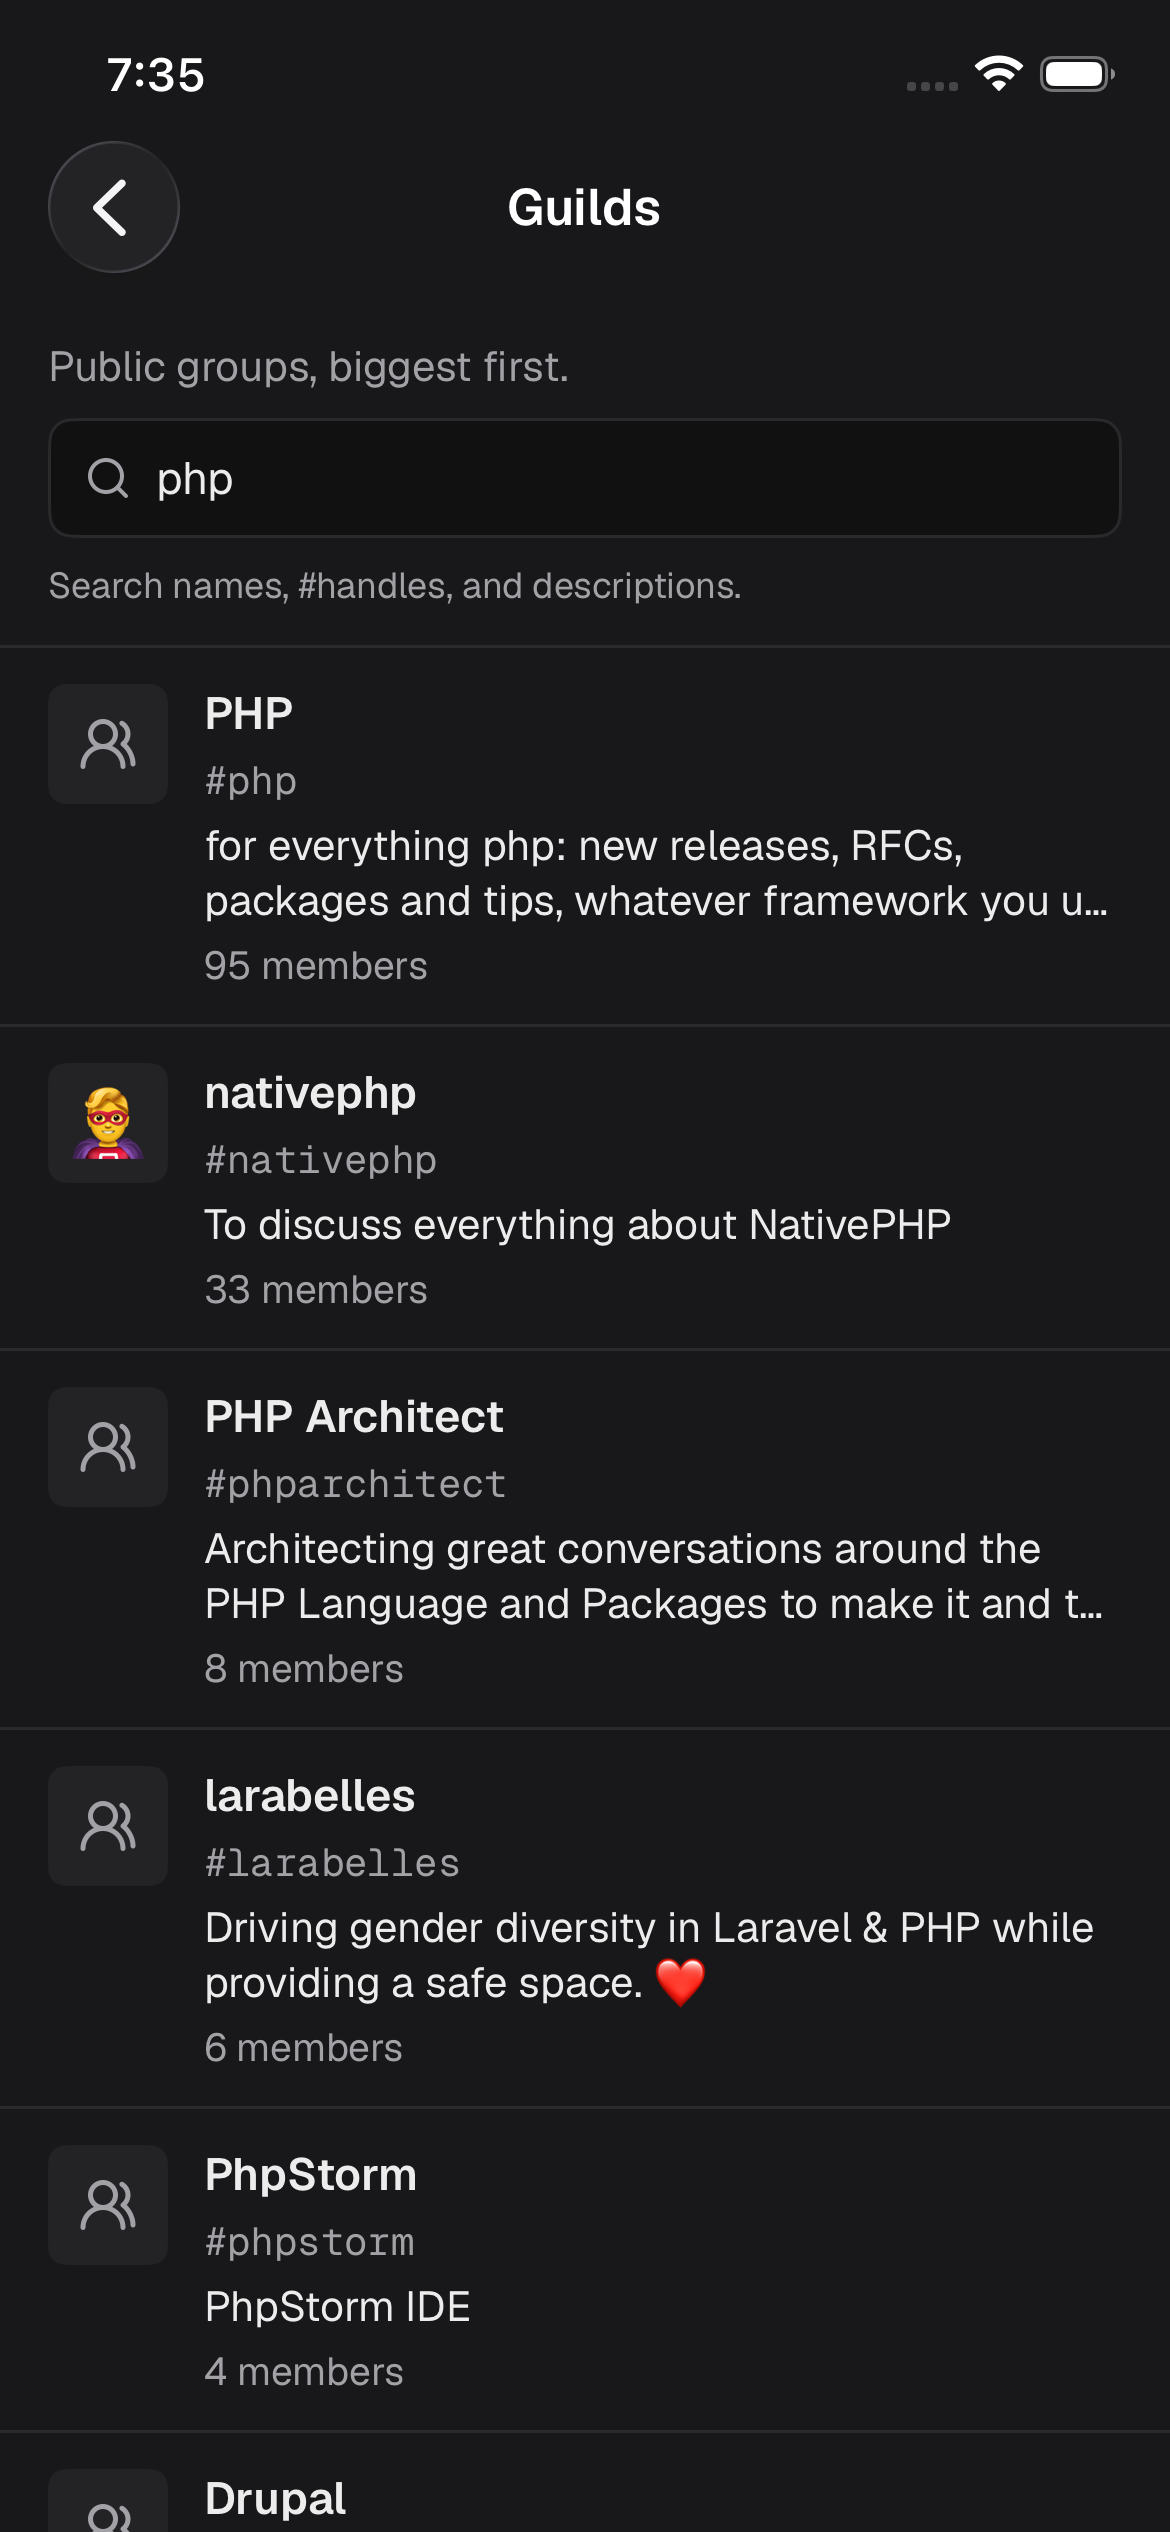 7:35
Guilds
Public groups, biggest first.
php
Search names, #handles, and descriptions.
PHP
#php
for everything php: new releases, RFCs,
packages and tips, whatever framework you u...
95 members
nativephp
#nativephp
To discuss everything about NativePHP
33 members
PHP Architect
#phparchitect
Architecting great conversations around the
PHP Language and Packages to make it and t...
8 members
larabelles
#larabelles
Driving gender diversity in Laravel & PHP while
providing a safe space. ❤️
6 members
PhpStorm
#phpstorm
PhpStorm IDE
4 members
Drupal